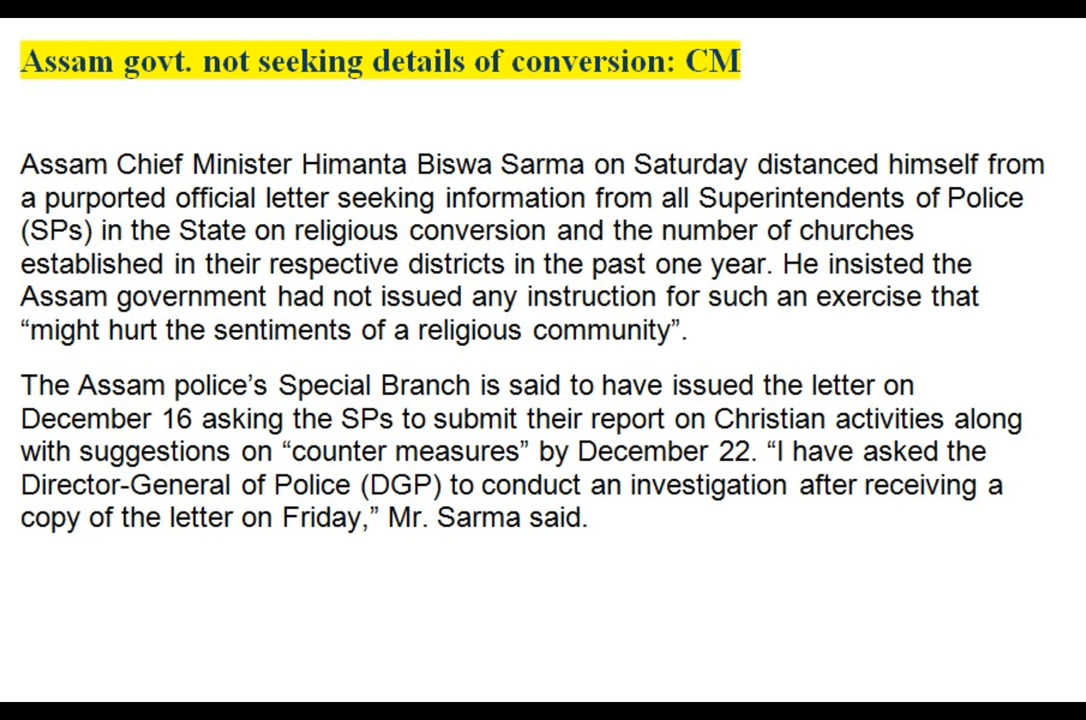 Assam govt. not seeking details of conversion: CM
Assam Chief Minister Himanta Biswa Sarma on Saturday distanced himself from
a purported official letter seeking information from all Superintendents of Police
(SPs) in the State on religious conversion and the number of churches
established in their respective districts in the past one year. He insisted the
Assam government had not issued any instruction for such an exercise that
“might hurt the sentiments of a religious community”.
The Assam police’s Special Branch is said to have issued the letter on
December 16 asking the SPs to submit their report on Christian activities along
with suggestions on “counter measures” by December 22. “I have asked the
Director-General of Police (DGP) to conduct an investigation after receiving a
copy of the letter on Friday,” Mr. Sarma said.